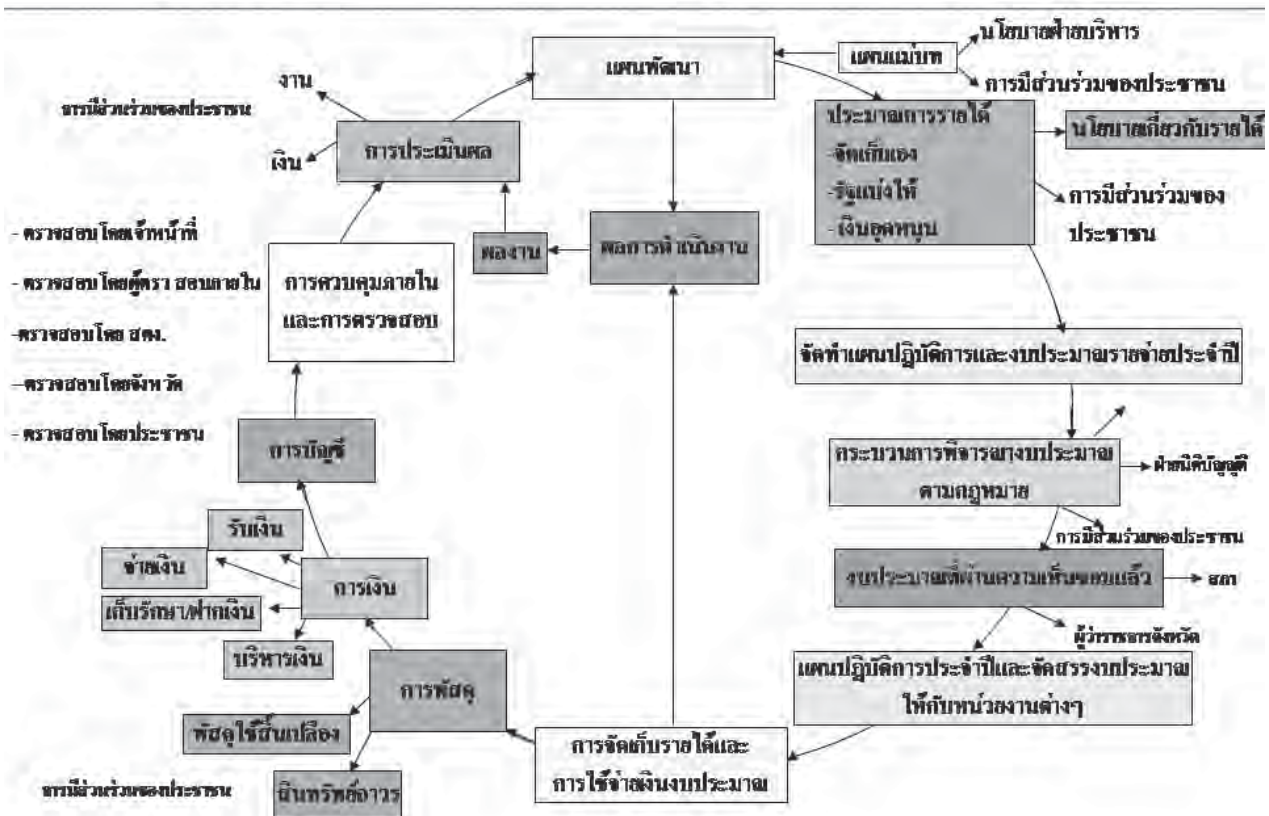 แผนพัฒนา
แผนแม่บท
นโยบายฝ่ายบริหาร
การมีส่วนร่วมของประชาชน
งาน
การมีส่วนร่วมของประชาชน
การประเมินผล
เงิน
ประมาณการรายได้
-จัดเก็บเอง
-รัฐแบ่งให้
-เงินอุดหนุน
นโยบายเกี่ยวกับรายได้
การมีส่วนร่วมของ
ประชาชน
ผลงาน
ผลการดำเนินงาน
- ตรวจสอบโดยเจ้าหน้าที่
- ตรวจสอบโดยผู้ตรวา สอบภายใน
-ตรวจสอบโดย สตง.
-ตรวจสอบโดยจังหวัด
- ตรวจสอบโดยประชาชน
การควบคุมภายใน
และการตรวจสอบ
จัดทำแผนปฏิบัติการและงบประมาณรายจ่ายประจำปี
การบัญชี
กระบวนการพิจารณางบประมาณ
ตามกฎหมาย
ฝ่ายนิติบัญญัติ
การมีส่วนร่วมของประชาชน
รับเงิน
จ่ายเงิน
การเงิน
เก็บรักษา/ฝากเงิน
บริหารเงิน
งบประมาณที่ผ่านความเห็นชอบแล้ว
สภา
ผู้ว่าราชการจังหวัด
แผนปฏิบัติการประจำปีและจัดสรรงบประมาณ
ให้กับหน่วยงานต่างๆ
การพัสดุ
พัสดุใช้สิ้นเปลือง
สินทรัพย์ถาวร
การมีส่วนร่วมของประชาชน
การจัดเก็บรายได้และ
การใช้จ่ายเงินงบประมาณ